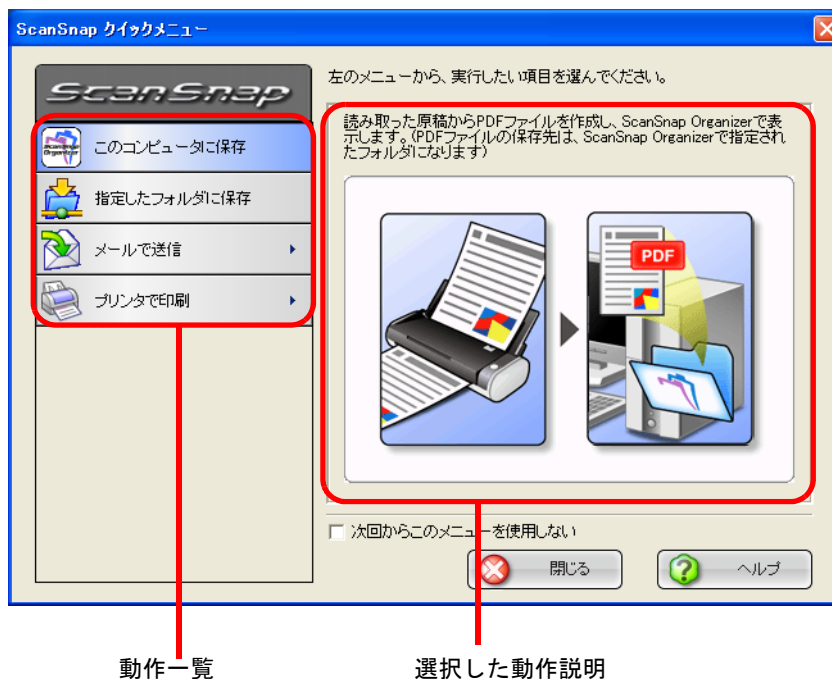 ScanSnap クイックメニュー
ScanSnap
左のメニューから、実行したい項目を選んでください。
このコンピュータに保存
指定したフォルダに保存
メールで送信
プリンタで印刷
読み取った原稿からPDFファイルを作成し、ScanSnap Organizerで表
示します。(PDFファイルの保存先は、ScanSnap Organizerで指定され
たフォルダになります)
PDF
次回からこのメニューを使用しない
閉じる
ヘルプ
動作一覧
選択した動作説明